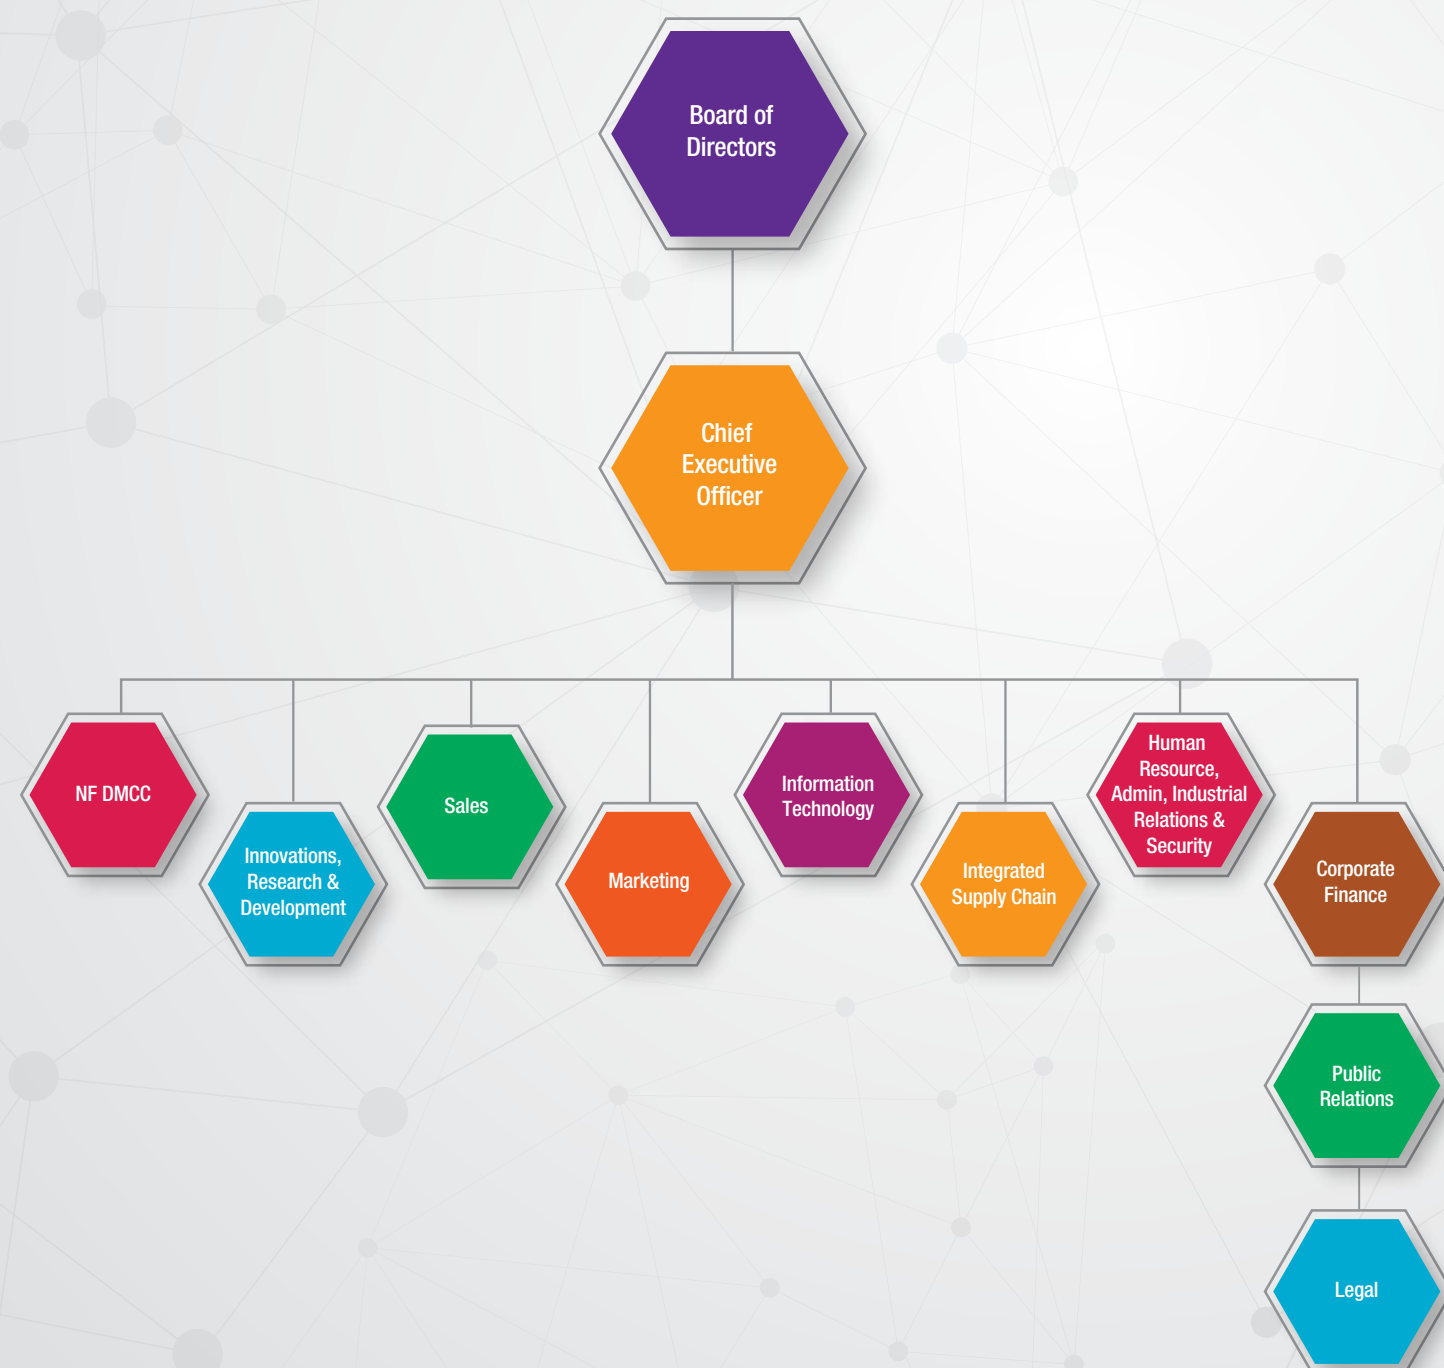 Board of
Directors
Chief
Executive
Officer
NF DMCC
Innovations,
Research &
Development
Sales
Marketing
Information
Technology
Integrated
Supply Chain
Human
Resource,
Admin, Industrial
Relations &
Security
Corporate
Finance
Public
Relations
Legal